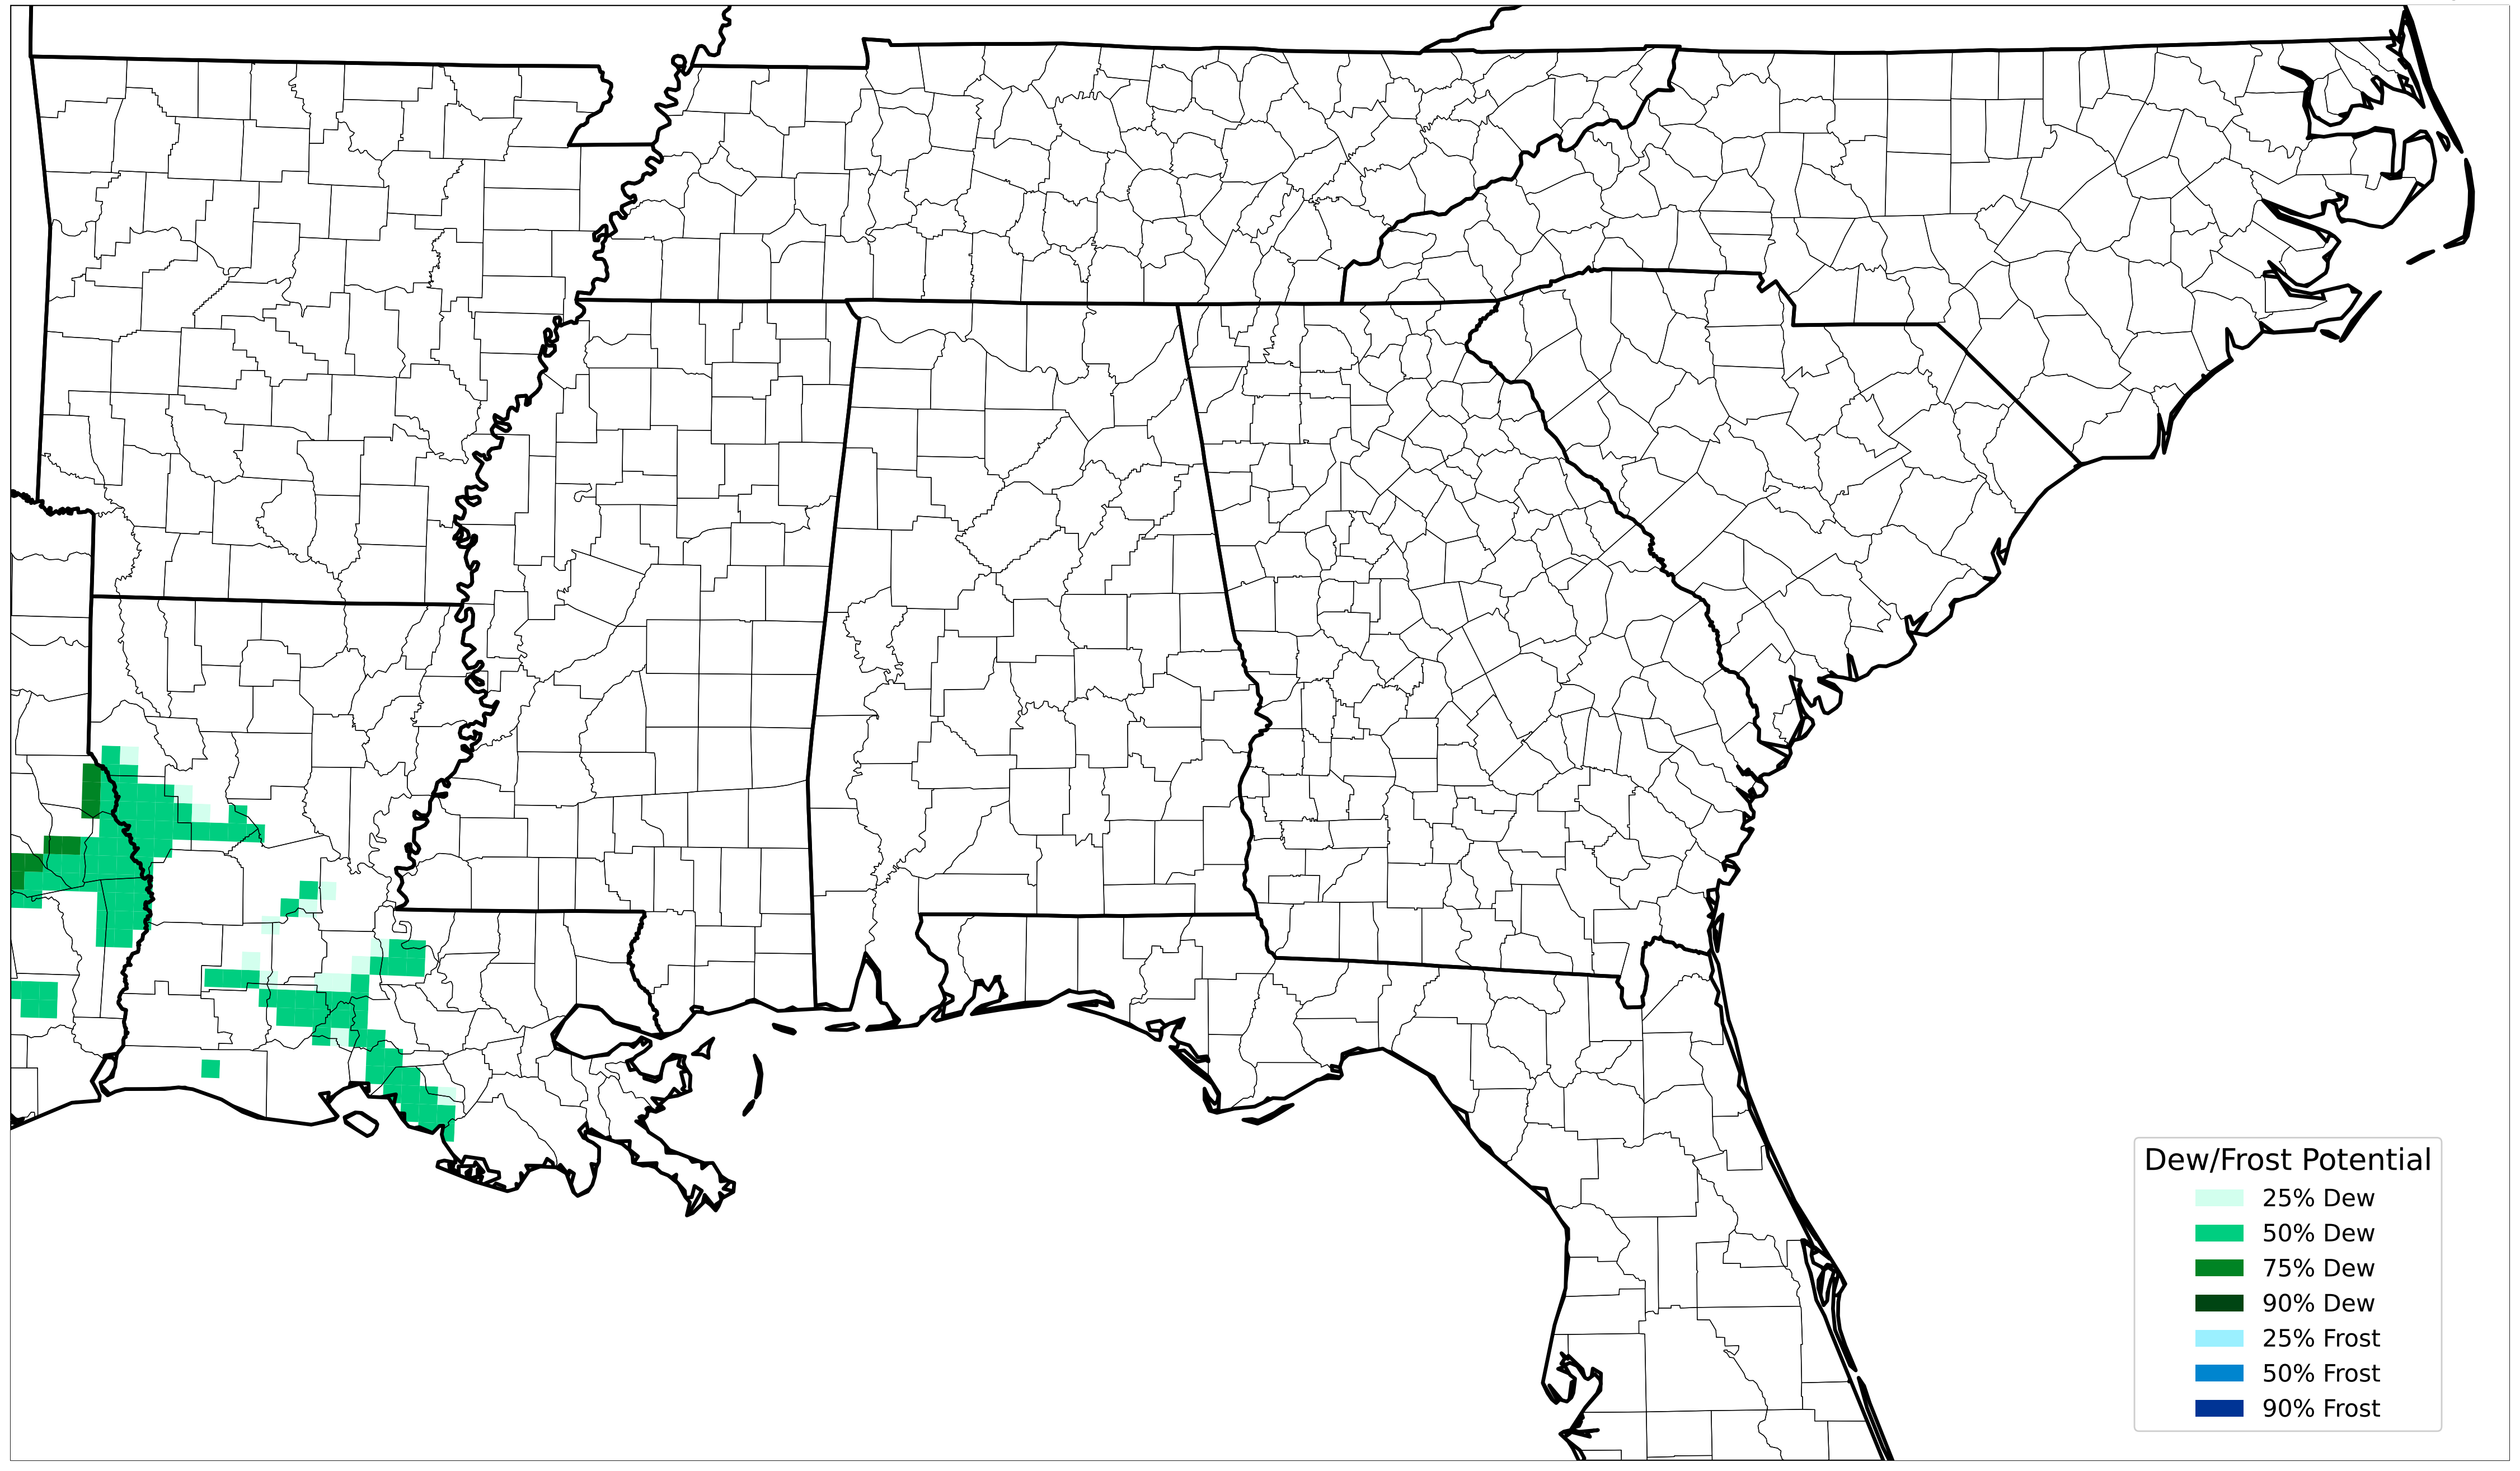 Dew/Frost Potential
25% Dew
50% Dew
75% Dew
90% Dew
25% Frost
50% Frost
90% Frost